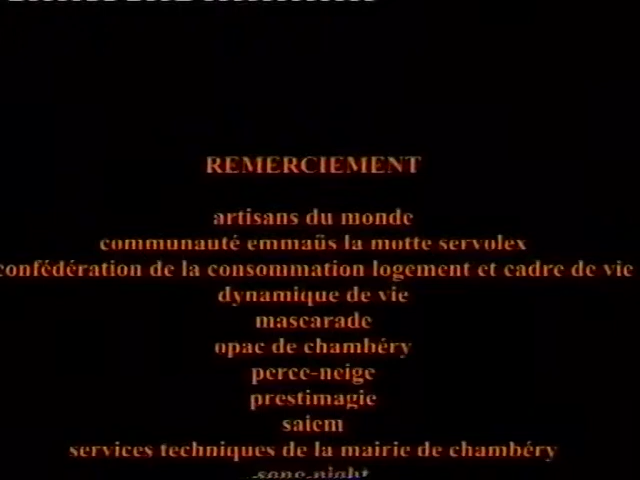 REMERCIEMENT
artisans du monde
communauté emmaüs la motte servolex
confédération de la consommation logement et cadre de vie
dynamique de vie
mascarade
opac de chambéry
perce-neige
prestimagie
salem
services techniques de la mairie de chambéry